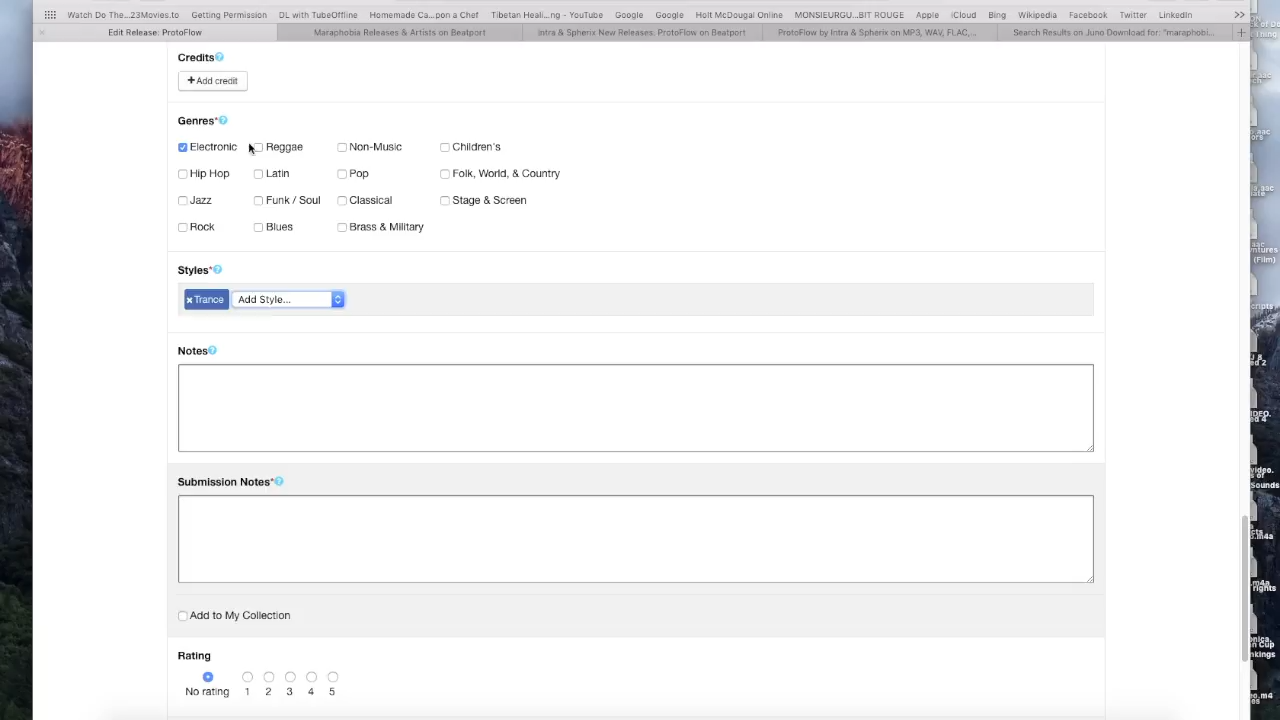 Watch Do The...23Movies.to Getting Permission DL with TubeOffline Homemade Ca...pon a Chef Tibetan Heali...ng - YouTube Google Google Holt McDougal Online MONSIEURGU...BIT ROUGE Apple iCloud Bing Wikipedia Facebook Twitter LinkedIn >>
× Edit Release: ProtoFlow Maraphobia Releases & Artists on Beatport Intra & Spherix New Releases: ProtoFlow on Beatport ProtoFlow by Intra & Spherix on MP3, WAV, FLAC,... Search Results on Juno Download for: "maraphobi... +
Credits?
+Add credit
Genres*?
Electronic Reggae Non-Music Children's
Hip Hop Latin Pop Folk, World, & Country
Jazz Funk / Soul Classical Stage & Screen
Rock Blues Brass & Military
Styles*?
× Trance Add Style...
Notes?
Submission Notes*?
Add to My Collection
Rating
No rating 1 2 3 4 5